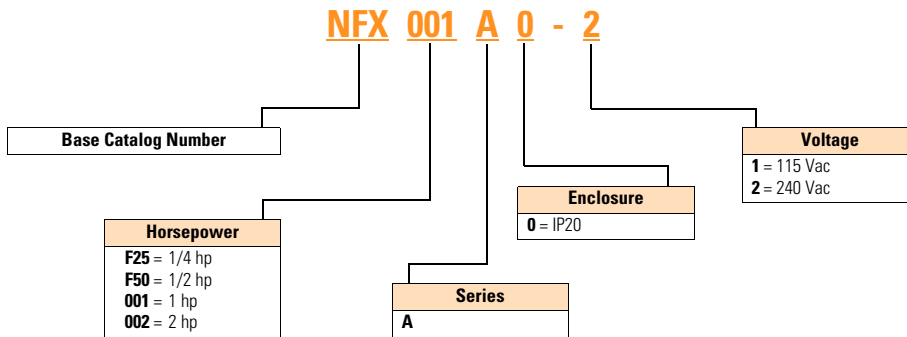 NFX 001 A 0 - 2
Base Catalog Number
Horsepower
F25 = 1/4 hp
F50 = 1/2 hp
001 = 1 hp
002 = 2 hp
Series
A
Enclosure
0 = IP20
Voltage
1 = 115 Vac
2 = 240 Vac